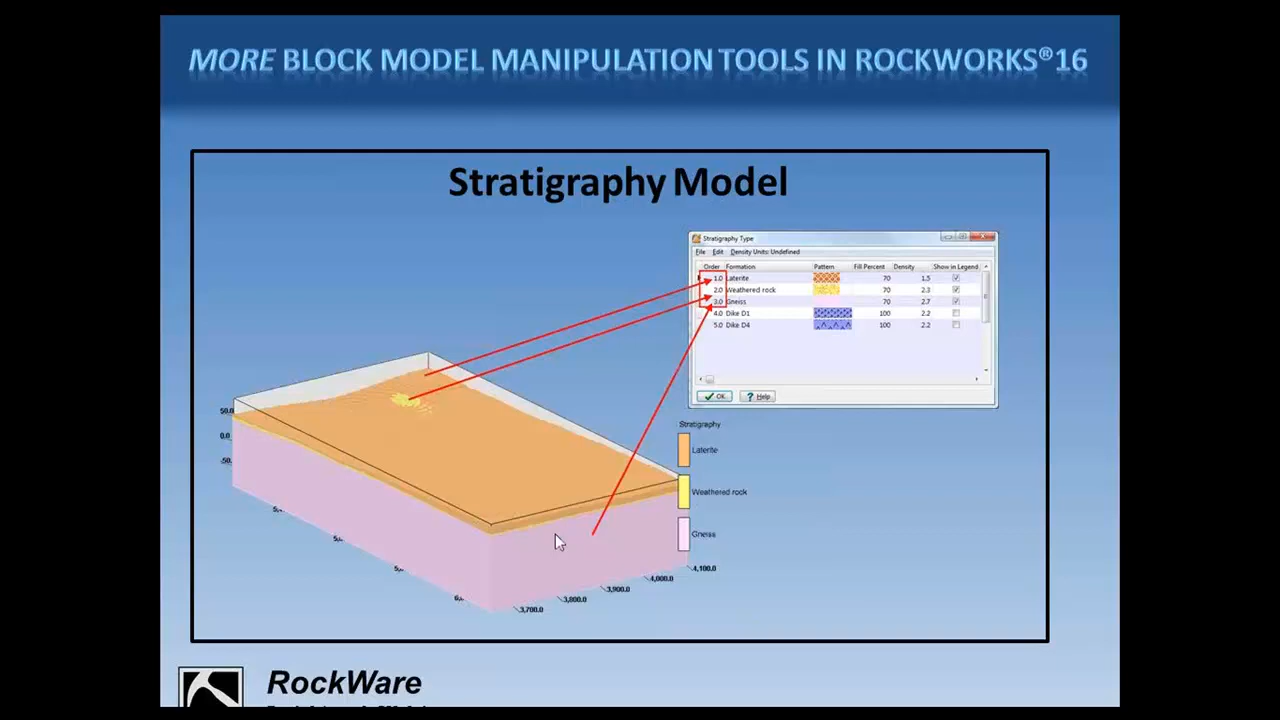 MORE BLOCK MODEL MANIPULATION TOOLS IN ROCKWORKS®16
Stratigraphy Model
Stratigraphy Type
File Edit Density Units: Undefined
Order Formation Pattern Fill Percent Density Show in Legend
1.0 Laterite 70 1.5
2.0 Weathered rock 70 2.3
3.0 Gneiss 70 2.7
4.0 Dike D1 100 2.2
5.0 Dike D4 100 2.2
OK Help
Stratigraphy
Laterite
Weathered rock
Gneiss
50.0
0.0
-50.
3,700.0
3,800.0
3,900.0
4,000.0
4,100.0
RockWare